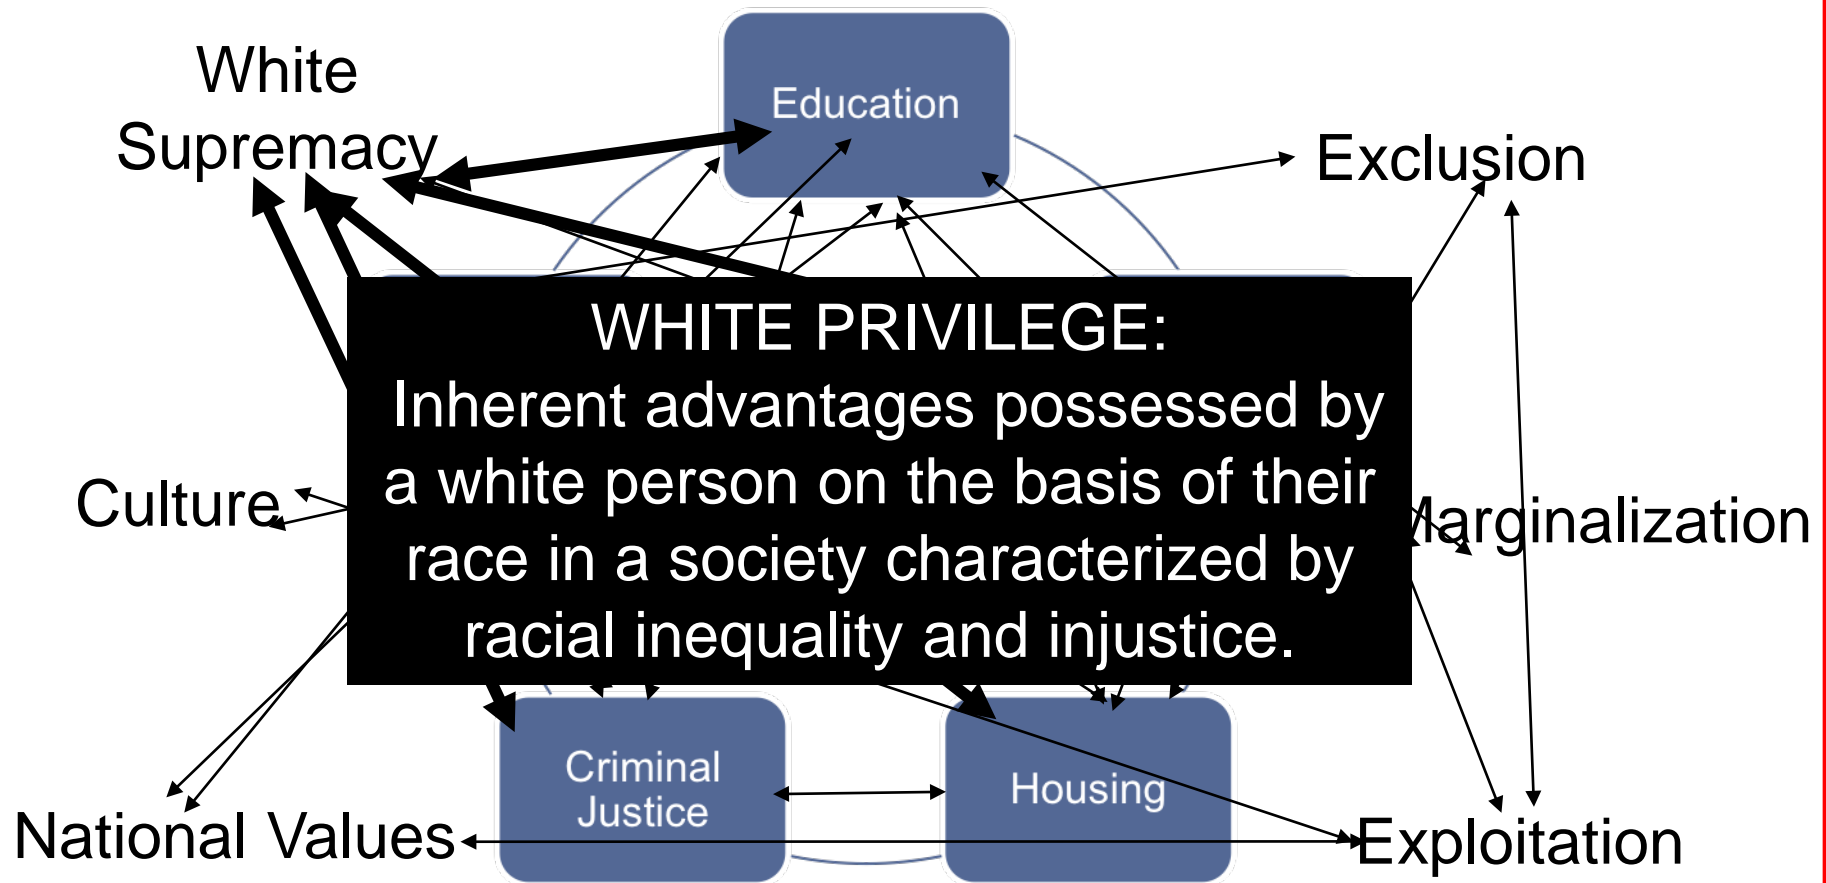 White
Supremacy
Education
Exclusion
WHITE PRIVILEGE:
Inherent advantages possessed by
a white person on the basis of their
race in a society characterized by
racial inequality and injustice.
Culture
Marginalization
Criminal
Justice
Housing
National Values
Exploitation